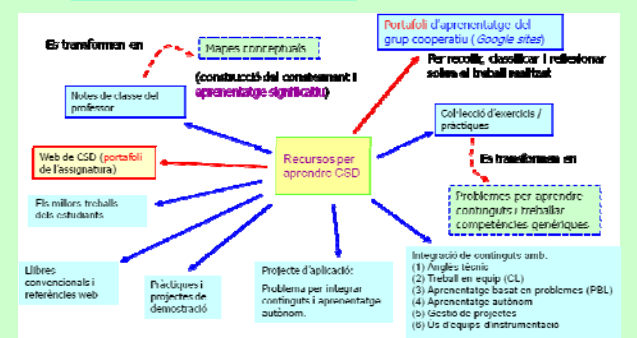 Portafoli d'aprenentatge del
grup cooperatiu (Google sites)
Es transformen en
Mapes conceptuals
Per recollir, classificar i reflexionar
sobre el treball realitzat
(construcció del coneixement i
aprenentatge significatiu)
Notes de classe del
professor
Col·lecció d'exercicis /
pràctiques
Web de CSD (portafoli
de l'assignatura)
Recursos per
aprendre CSD
Es transformen en
Els millors treballs
dels estudiants
Problemes per aprendre
continguts i treballar
competències genèriques
Llibres
convencionals i
referències web
Pràctiques i
projectes de
demostració
Projecte d'aplicació:
Problema per integrar
continguts i aprenentatge
autònom.
Integració de continguts amb.
(1) Anglès tècnis
(2) Treball en equip (CL)
(3) Aprenentatge basat en problemes (PBL)
(4) Aprenentatge autònom
(5) Gestió de projectes
(6) Ús d'equips d'instrumentació